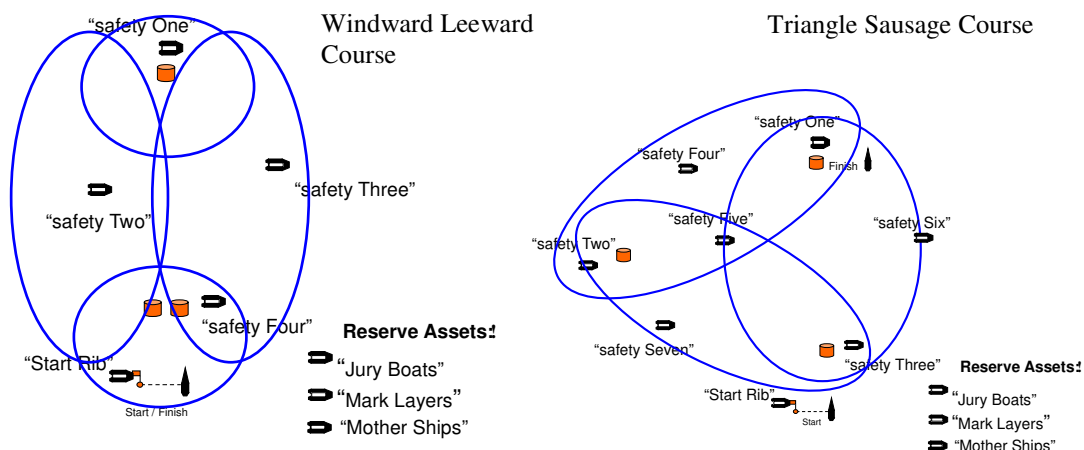 Windward Leeward
Course
“safety One”
“safety Three”
“safety Two”
“safety Four”
“Start Rib”
Start / Finish
Reserve Assets:
“Jury Boats”
“Mark Layers”
“Mother Ships”
Triangle Sausage Course
“safety One”
“safety Four”
Finish
“safety Five”
“safety Six”
“safety Two”
“safety Seven”
“safety Three”
“Start Rib”
Start
Reserve Assets:
“Jury Boats”
“Mark Layers”
“Mother Ships”